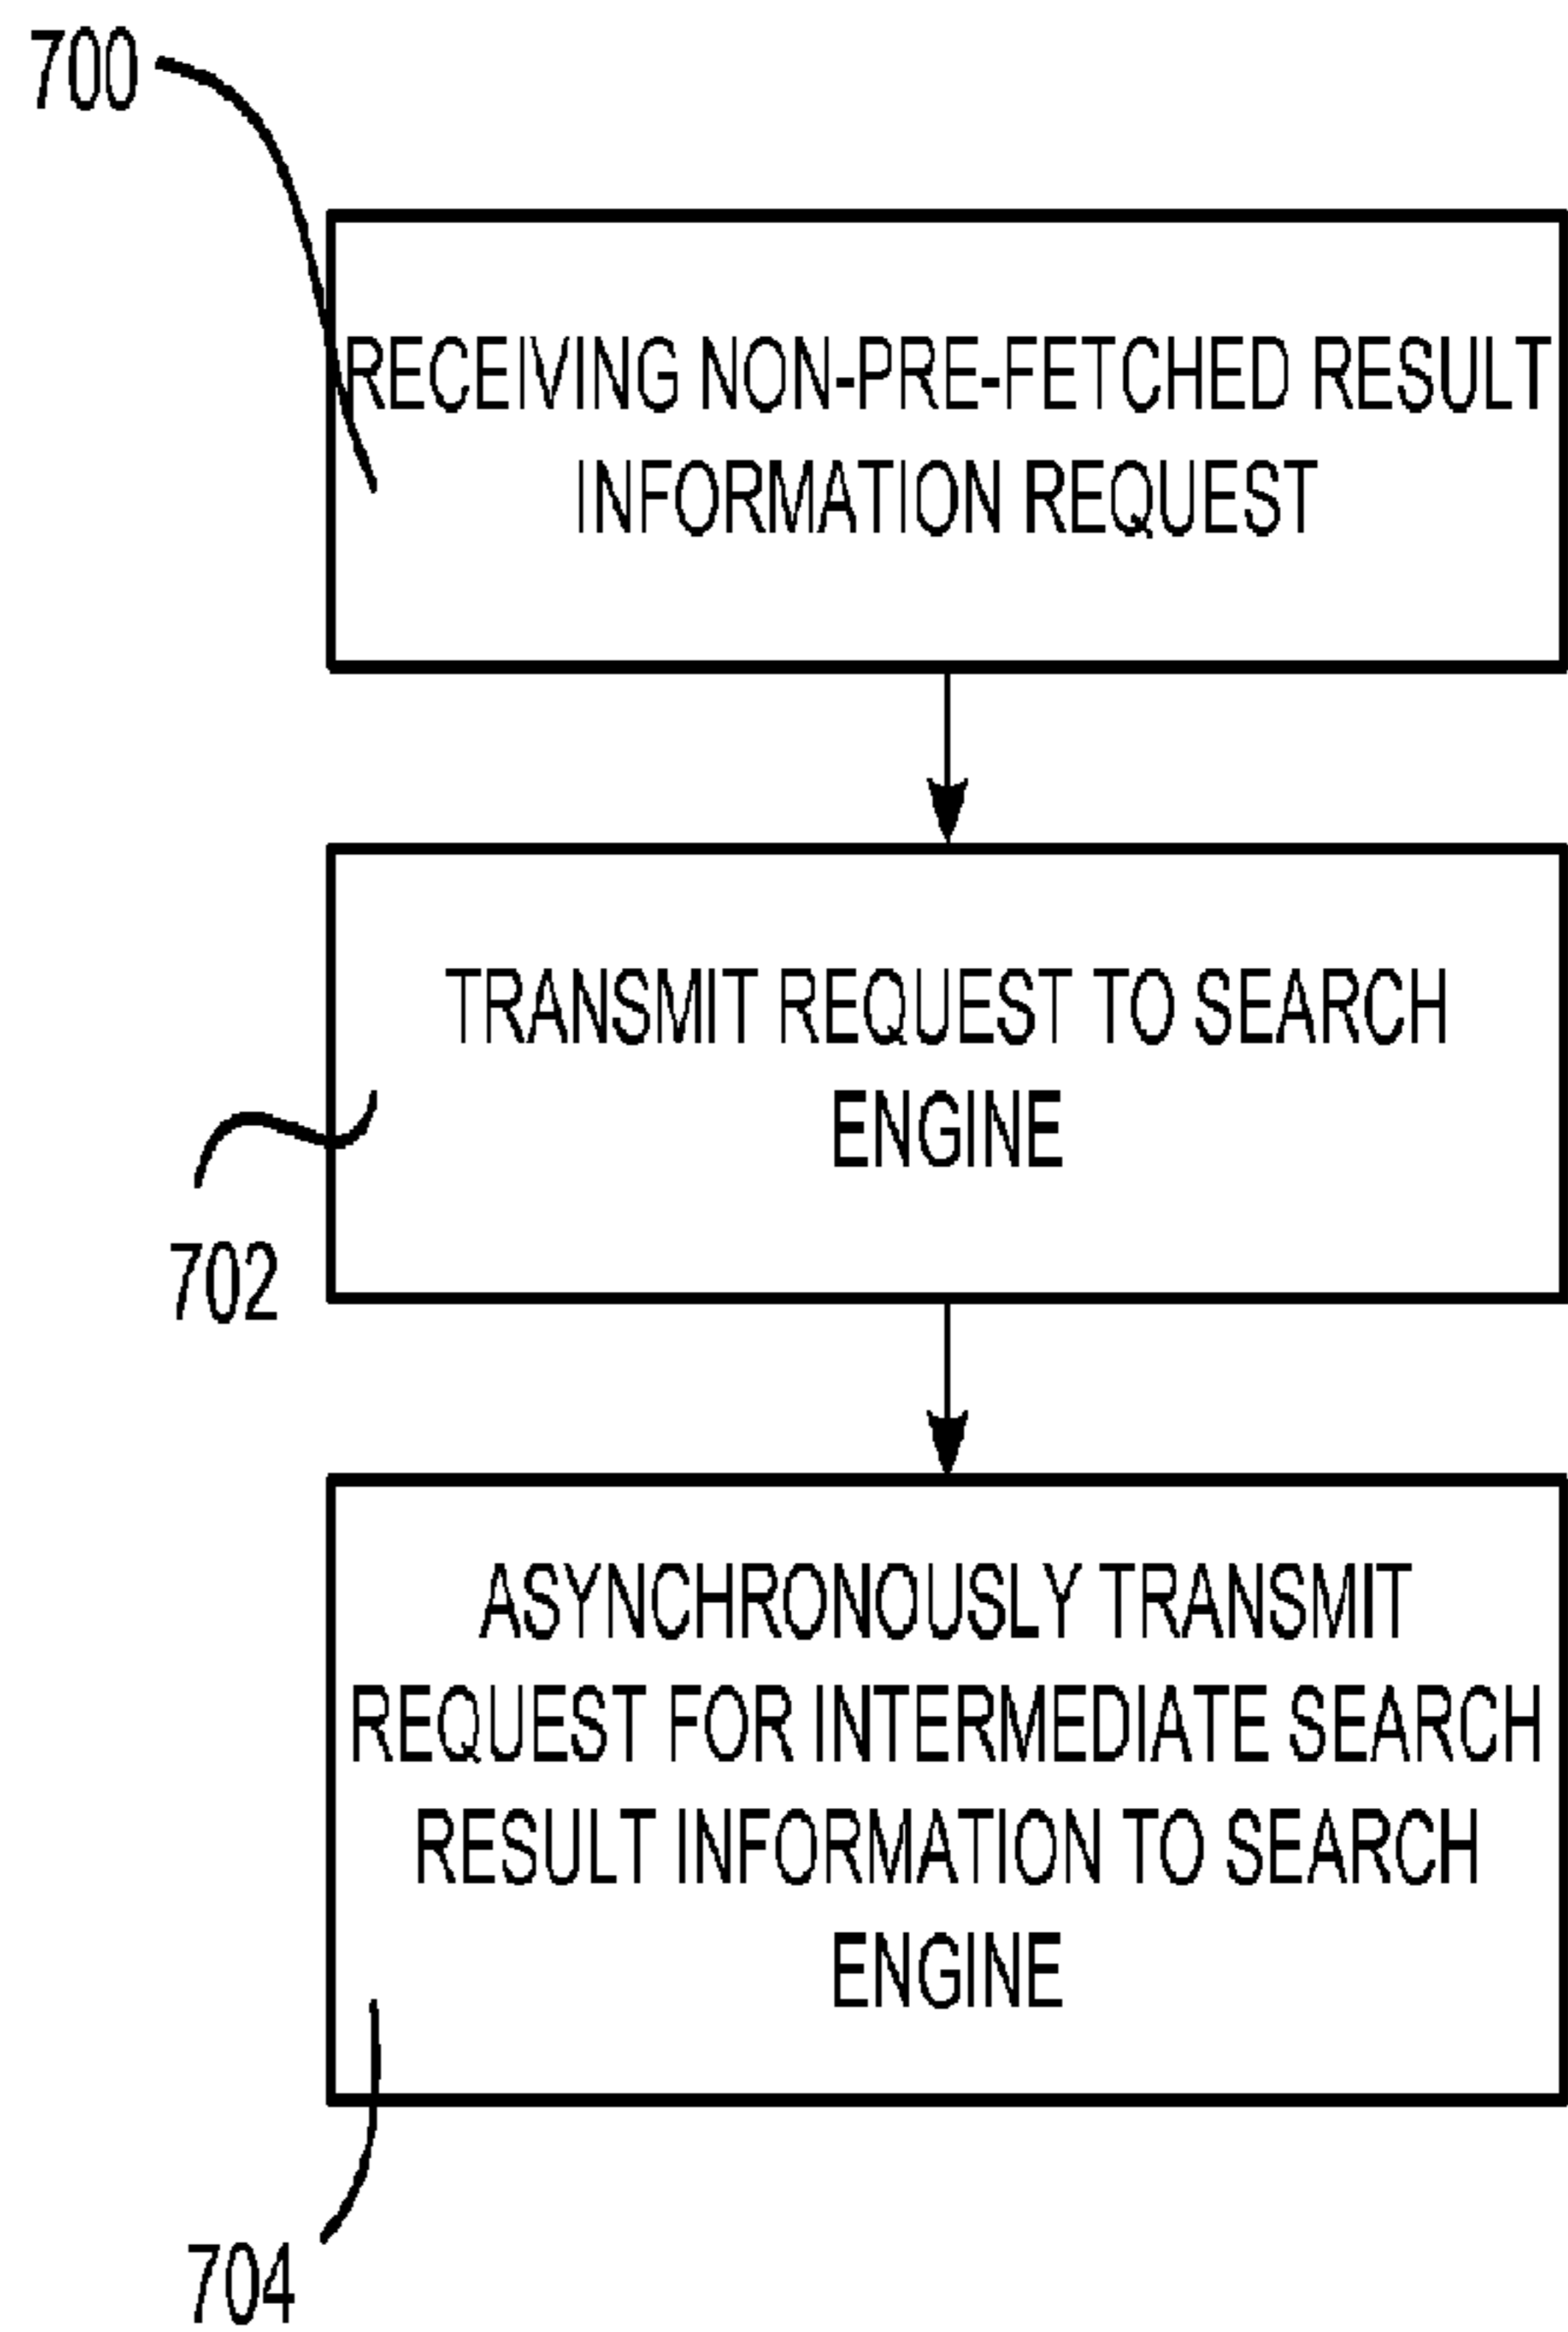 700
RECEIVING NON-PRE-FETCHED RESULT
INFORMATION REQUEST
TRANSMIT REQUEST TO SEARCH
ENGINE
702
ASYNCHRONOUSLY TRANSMIT
REQUEST FOR INTERMEDIATE SEARCH
RESULT INFORMATION TO SEARCH
ENGINE
704